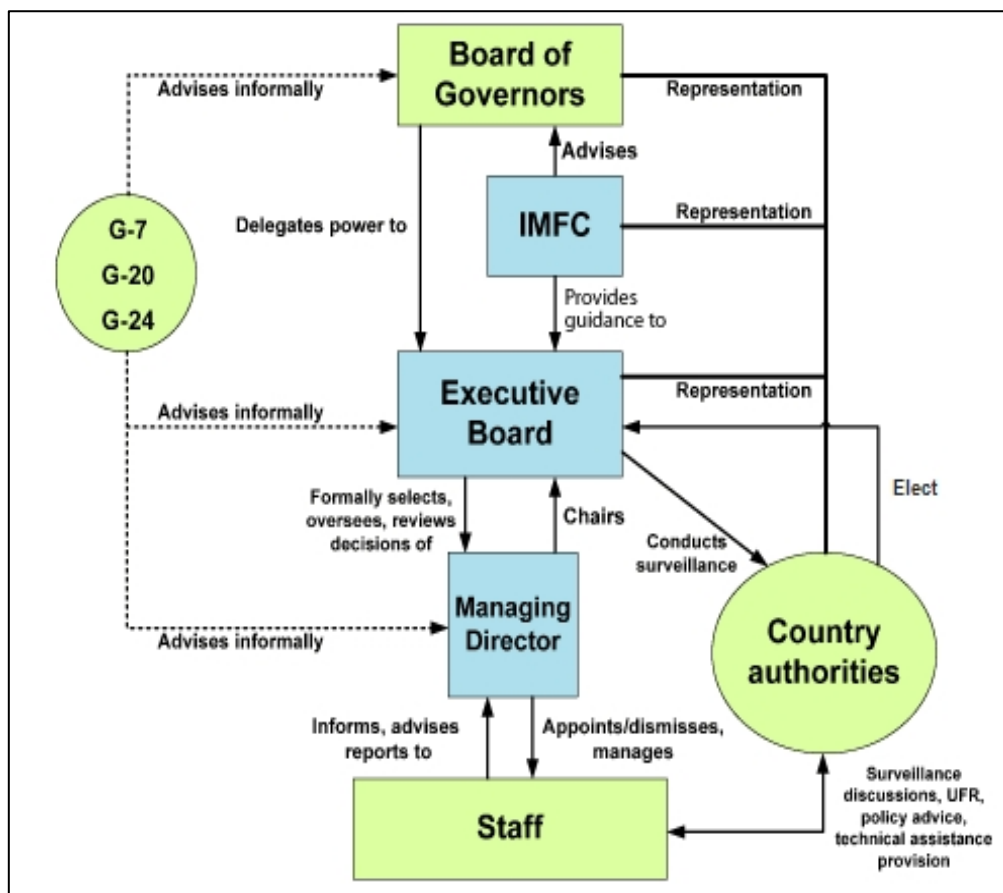 Board of
Governors
Advises informally
Representation
Advises
G-7
G-20
G-24
Delegates power to
IMFC
Representation
Provides
guidance to
Executive
Board
Representation
Advises informally
Elect
Formally selects,
oversees, reviews
decisions of
Chairs
Conducts
surveillance
Managing
Director
Advises informally
Country
authorities
Informs, advises
reports to
Appoints/dismisses,
manages
Staff
Surveillance
discussions, UFR,
policy advice,
technical assistance
provision